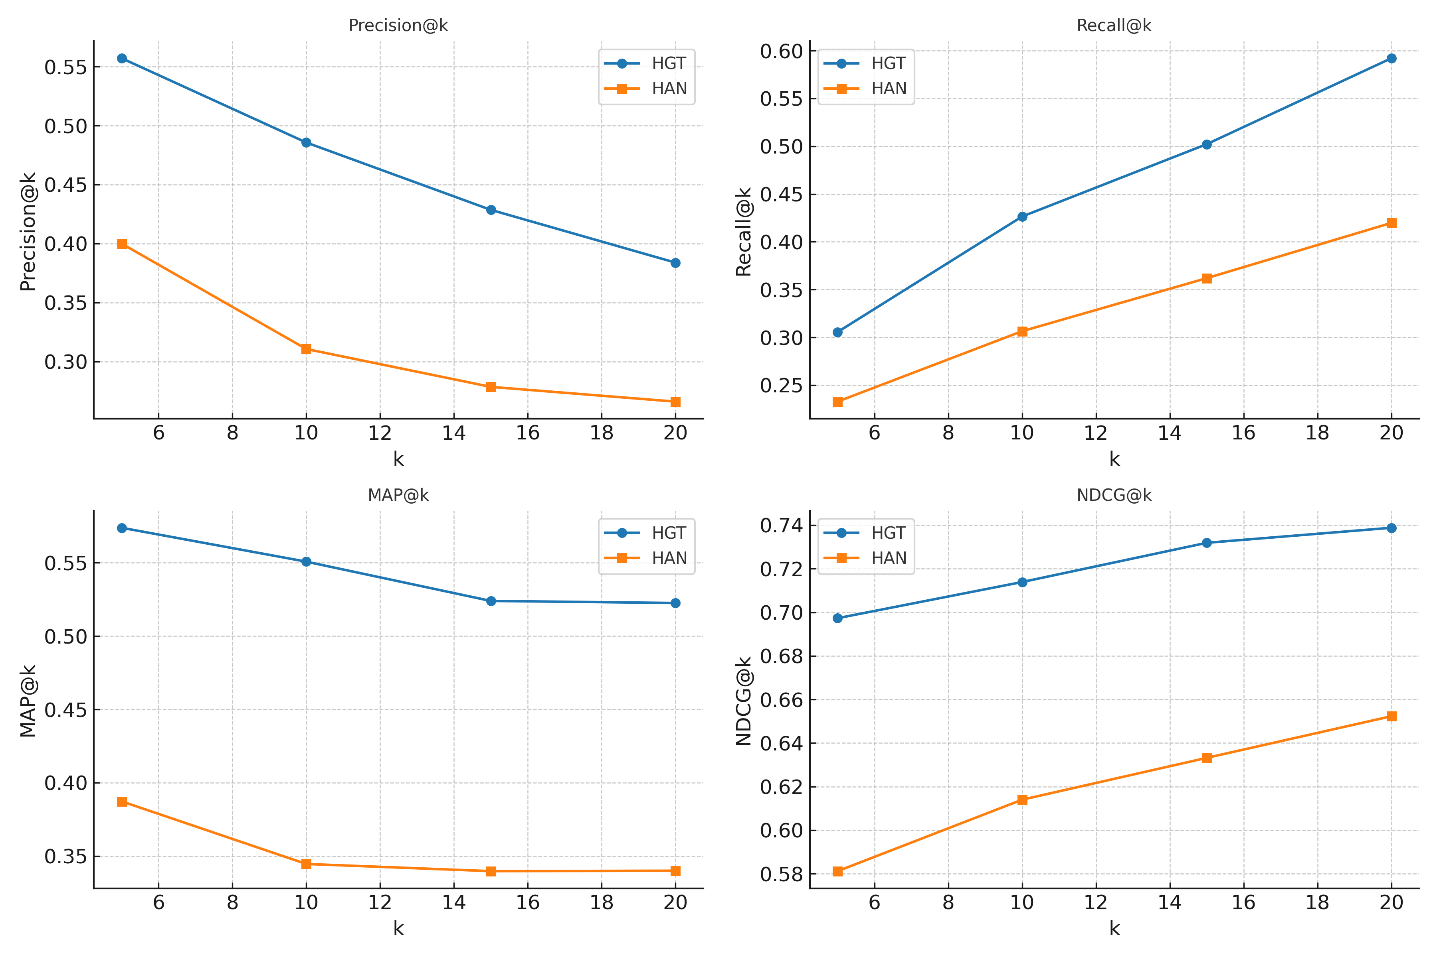 Precision@k
Precision@k
0.55
0.50
0.45
0.40
0.35
0.30
HGT
HAN
6 8 10 12 14 16 18 20
k
Recall@k
Recall@k
0.60
0.55
0.50
0.45
0.40
0.35
0.30
0.25
HGT
HAN
6 8 10 12 14 16 18 20
k
MAP@k
MAP@k
0.55
0.50
0.45
0.40
0.35
HGT
HAN
6 8 10 12 14 16 18 20
k
NDCG@k
NDCG@k
0.74
0.72
0.70
0.68
0.66
0.64
0.62
0.60
0.58
HGT
HAN
6 8 10 12 14 16 18 20
k